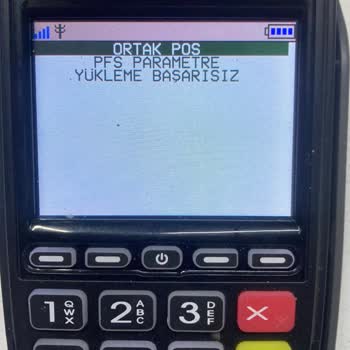 ORTAK POS
PFS PARAMETRE
YÜKLEME BAŞARISIZ
1 QWX
2 ABC
3 DEF
X